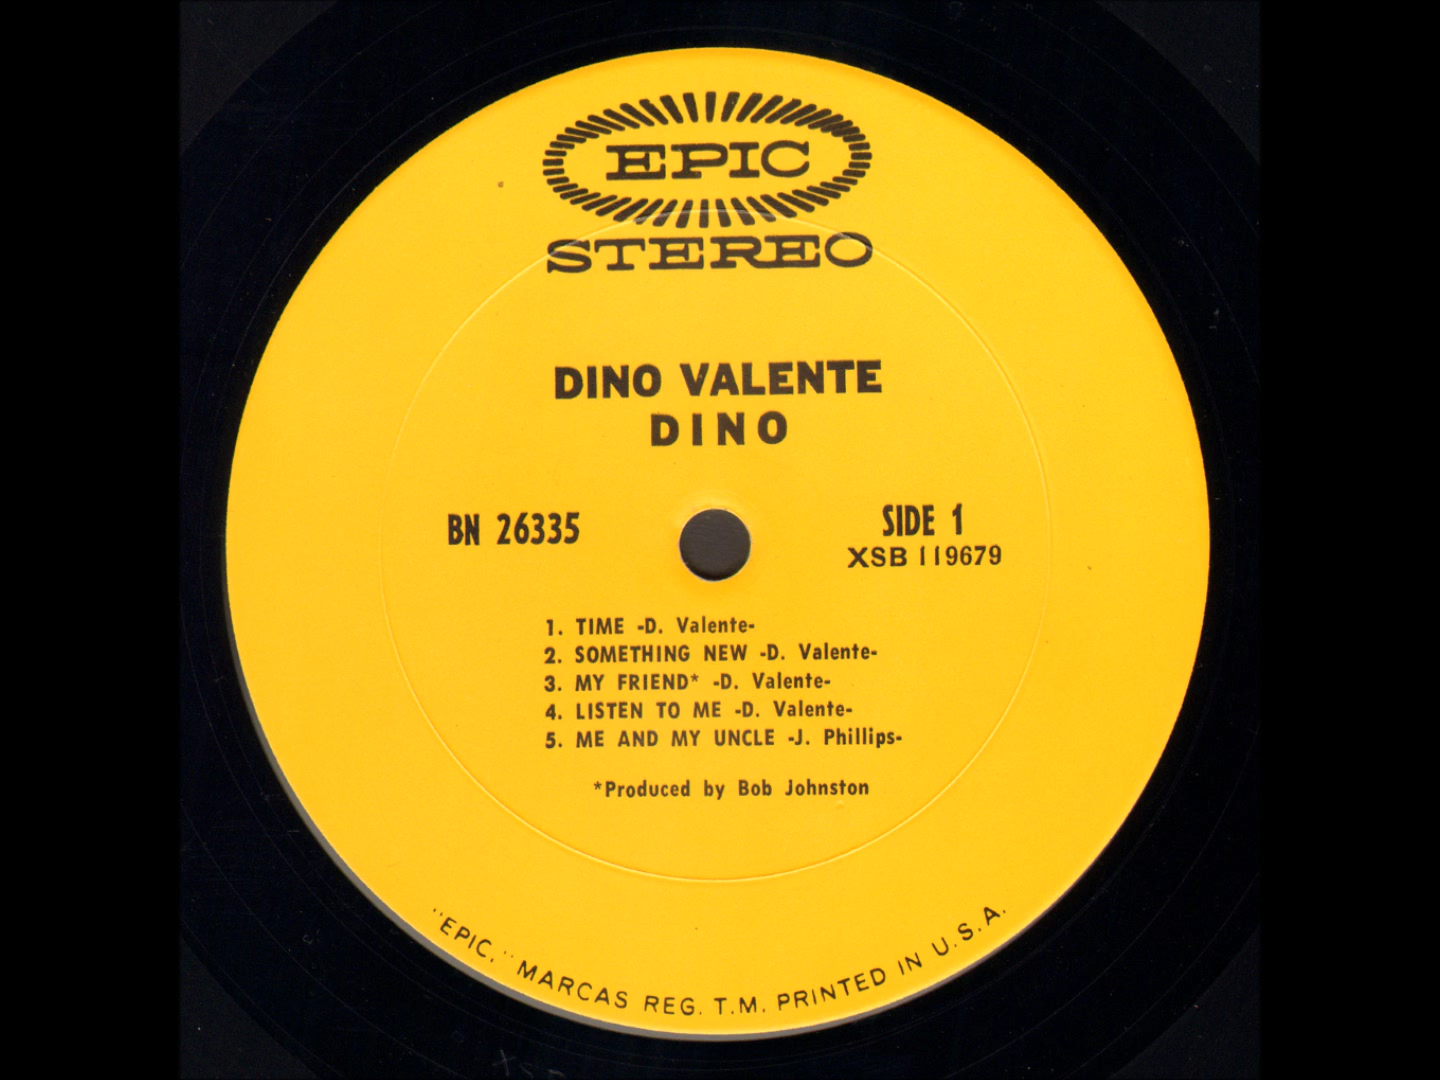 EPIC
STEREO
DINO VALENTE
DINO
BN 26335
SIDE 1
XSB 119679
1. TIME -D. Valente-
2. SOMETHING NEW -D. Valente-
3. MY FRIEND* -D. Valente-
4. LISTEN TO ME -D. Valente-
5. ME AND MY UNCLE -J. Phillips-
*Produced by Bob Johnston
"EPIC," MARCAS REG. T.M. PRINTED IN U.S.A.